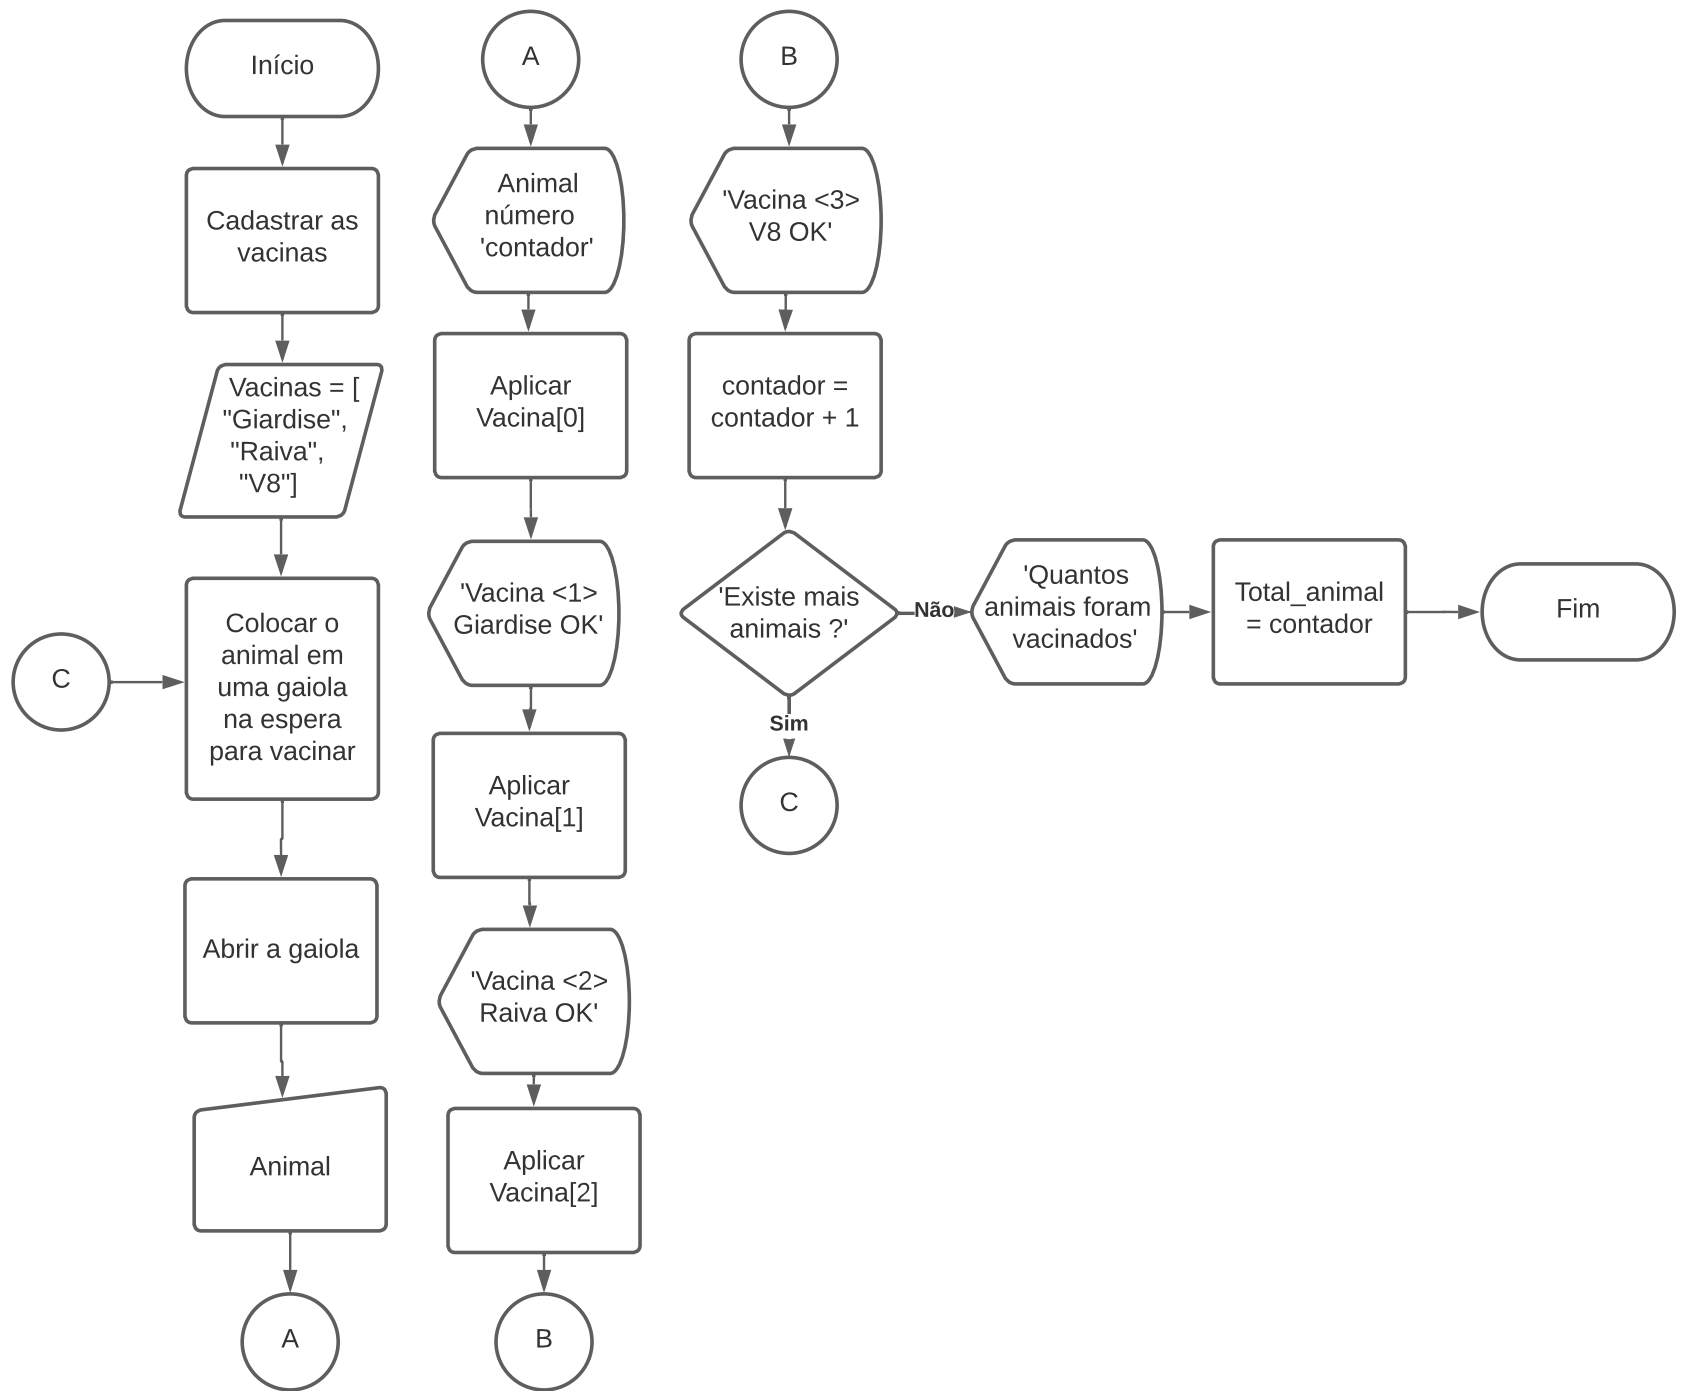 Início
Cadastrar as
vacinas
Vacinas = [
"Giardise",
"Raiva",
"V8"]
C
Colocar o
animal em
uma gaiola
na espera
para vacinar
Abrir a gaiola
Animal
A
A
Animal
número
'contador'
Aplicar
Vacina[0]
'Vacina <1>
Giardise OK'
Aplicar
Vacina[1]
'Vacina <2>
Raiva OK'
Aplicar
Vacina[2]
B
B
'Vacina <3>
V8 OK'
contador =
contador + 1
'Existe mais
animais ?'
Sim
C
Não
'Quantos
animais foram
vacinados'
Total_animal
= contador
Fim